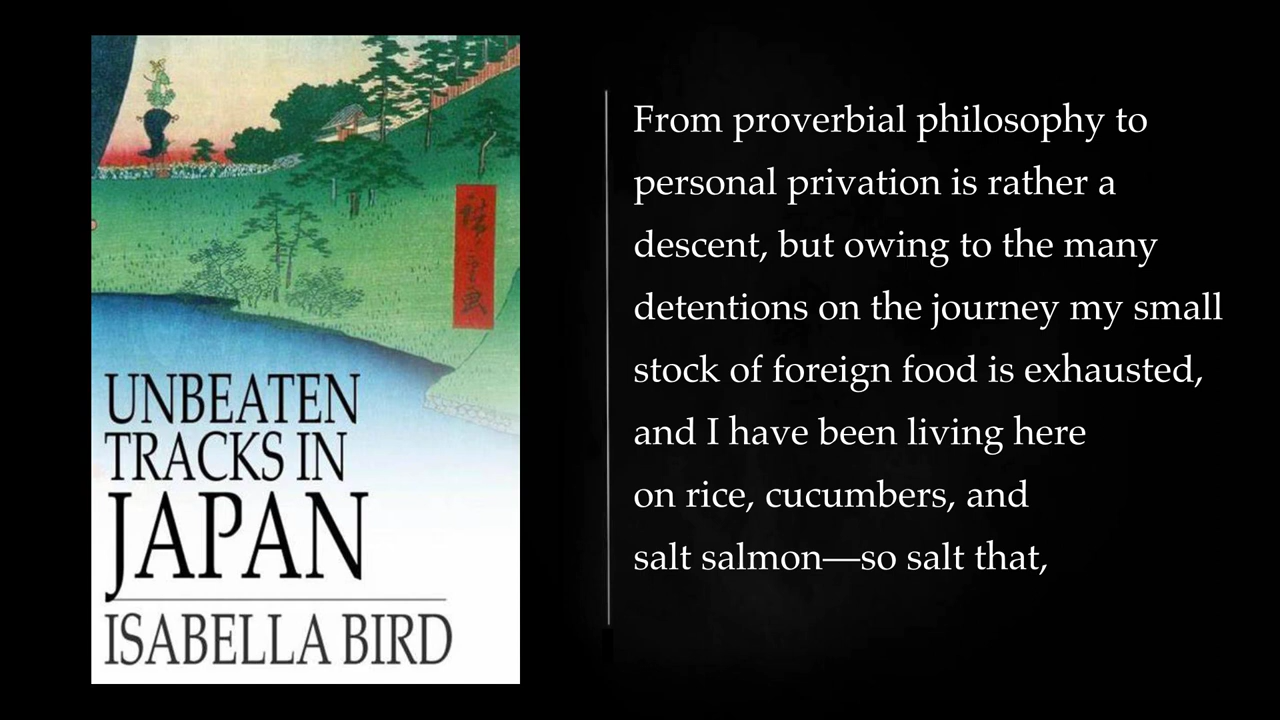 UNBEATEN
TRACKS IN
JAPAN
ISABELLA BIRD
From proverbial philosophy to
personal privation is rather a
descent, but owing to the many
detentions on the journey my small
stock of foreign food is exhausted,
and I have been living here
on rice, cucumbers, and
salt salmon—so salt that,